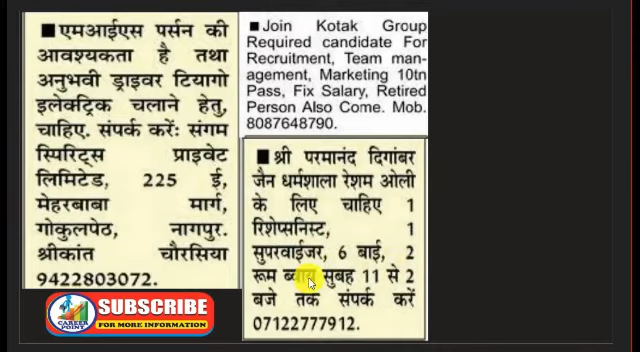 ■ एमआईएस पर्सन की
आवश्यकता है तथा
अनुभवी ड्राइवर टियागो
इलेक्ट्रिक चलाने हेतु,
चाहिए. संपर्क करेंः संगम
स्पिरिट्स प्राइवेट
लिमिटेड, 225 ई,
मेहरबाबा मार्ग,
गोकुलपेठ, नागपुर.
श्रीकांत चौरसिया
9422803072.
■ Join Kotak Group
Required candidate For
Recruitment, Team man-
agement, Marketing 10tn
Pass, Fix Salary, Retired
Person Also Come. Mob.
8087648790.
■ श्री परमानंद दिगांबर
जैन धर्मशाला रेशम ओली
के लिए चाहिए 1
रिशेप्सनिस्ट, 1
सुपरवाईजर, 6 बाई, 2
रूम ब्वाय सुबह 11 से 2
बजे तक संपर्क करें
07122777912.
CAREER
POINT
SUBSCRIBE
FOR MORE INFORMATION